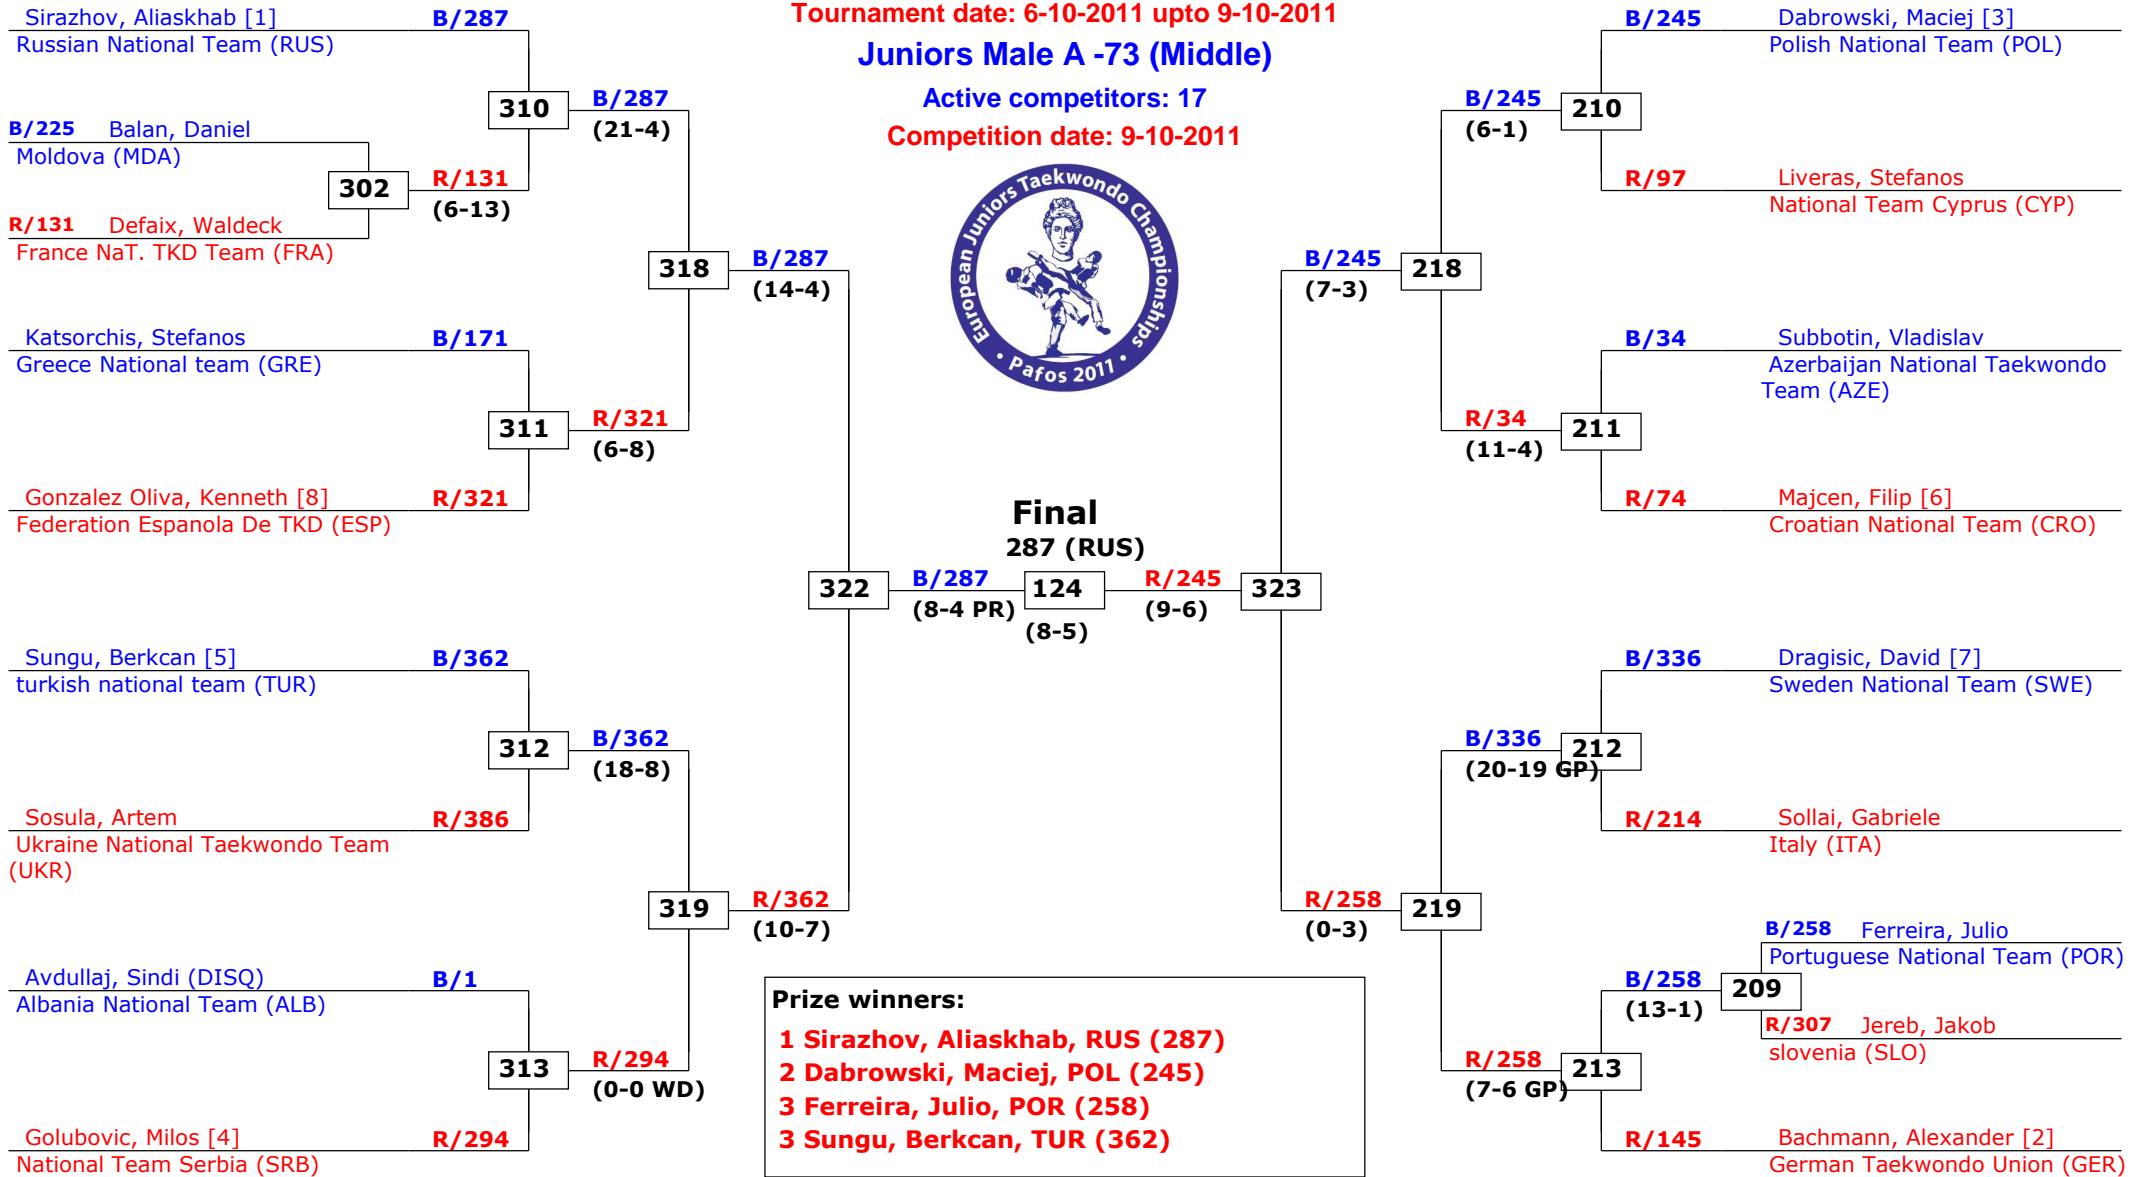 Tournament date: 6-10-2011 upto 9-10-2011
Juniors Male A -73 (Middle)
Active competitors: 17
Competition date: 9-10-2011
European Juniors Taekwondo Championships
• Pafos 2011 •
Sirazhov, Aliaskhab [1] B/287
Russian National Team (RUS)
B/225 Balan, Daniel
Moldova (MDA)
302
R/131
(6-13)
R/131 Defaix, Waldeck
France NaT. TKD Team (FRA)
310
B/287
(21-4)
Katsorchis, Stefanos B/171
Greece National team (GRE)
311
R/321
(6-8)
Gonzalez Oliva, Kenneth [8] R/321
Federation Espanola De TKD (ESP)
318
B/287
(14-4)
Sungu, Berkcan [5] B/362
turkish national team (TUR)
312
B/362
(18-8)
Sosula, Artem R/386
Ukraine National Taekwondo Team
(UKR)
319
R/362
(10-7)
Avdullaj, Sindi (DISQ) B/1
Albania National Team (ALB)
313
R/294
(0-0 WD)
Golubovic, Milos [4] R/294
National Team Serbia (SRB)
Final
287 (RUS)
322
B/287
(8-4 PR)
124
(8-5)
R/245
(9-6)
323
B/245 Dabrowski, Maciej [3]
Polish National Team (POL)
B/245
(6-1)
210
R/97 Liveras, Stefanos
National Team Cyprus (CYP)
B/245
(7-3)
218
B/34 Subbotin, Vladislav
Azerbaijan National Taekwondo
Team (AZE)
R/34
(11-4)
211
R/74 Majcen, Filip [6]
Croatian National Team (CRO)
B/336 Dragisic, David [7]
Sweden National Team (SWE)
B/336
(20-19 GP)
212
R/214 Sollai, Gabriele
Italy (ITA)
R/258
(0-3)
219
B/258 Ferreira, Julio
Portuguese National Team (POR)
B/258
(13-1)
209
R/307 Jereb, Jakob
slovenia (SLO)
R/258
(7-6 GP)
213
R/145 Bachmann, Alexander [2]
German Taekwondo Union (GER)
Prize winners:
1 Sirazhov, Aliaskhab, RUS (287)
2 Dabrowski, Maciej, POL (245)
3 Ferreira, Julio, POR (258)
3 Sungu, Berkcan, TUR (362)